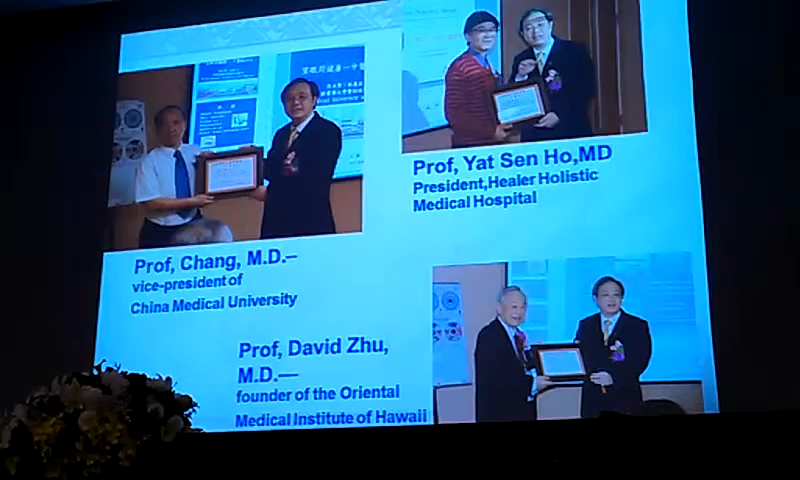 Prof, Yat Sen Ho,MD
President,Healer Holistic
Medical Hospital
Prof, Chang, M.D.–
vice-president of
China Medical University
Prof, David Zhu,
M.D.—
founder of the Oriental
Medical Institute of Hawaii